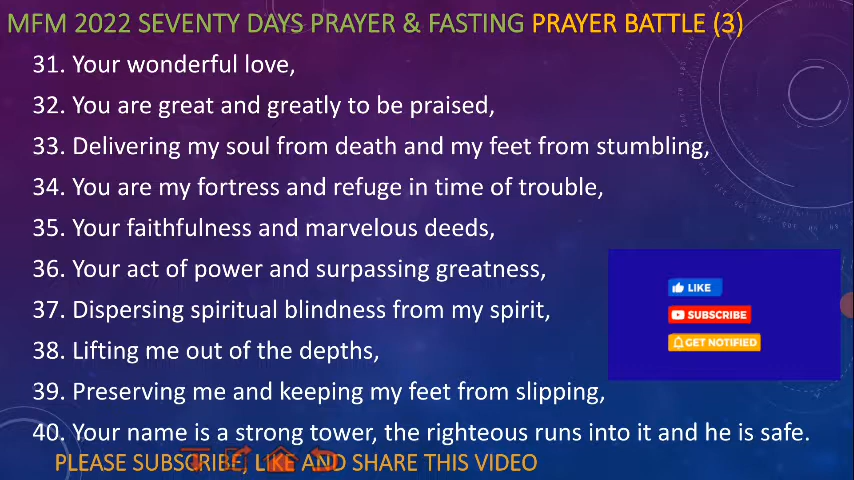 MFM 2022 SEVENTY DAYS PRAYER & FASTING PRAYER BATTLE (3)
31. Your wonderful love,
32. You are great and greatly to be praised,
33. Delivering my soul from death and my feet from stumbling,
34. You are my fortress and refuge in time of trouble,
35. Your faithfulness and marvelous deeds,
36. Your act of power and surpassing greatness,
37. Dispersing spiritual blindness from my spirit,
38. Lifting me out of the depths,
39. Preserving me and keeping my feet from slipping,
40. Your name is a strong tower, the righteous runs into it and he is safe.
LIKE
SUBSCRIBE
GET NOTIFIED
PLEASE SUBSCRIBE, LIKE AND SHARE THIS VIDEO